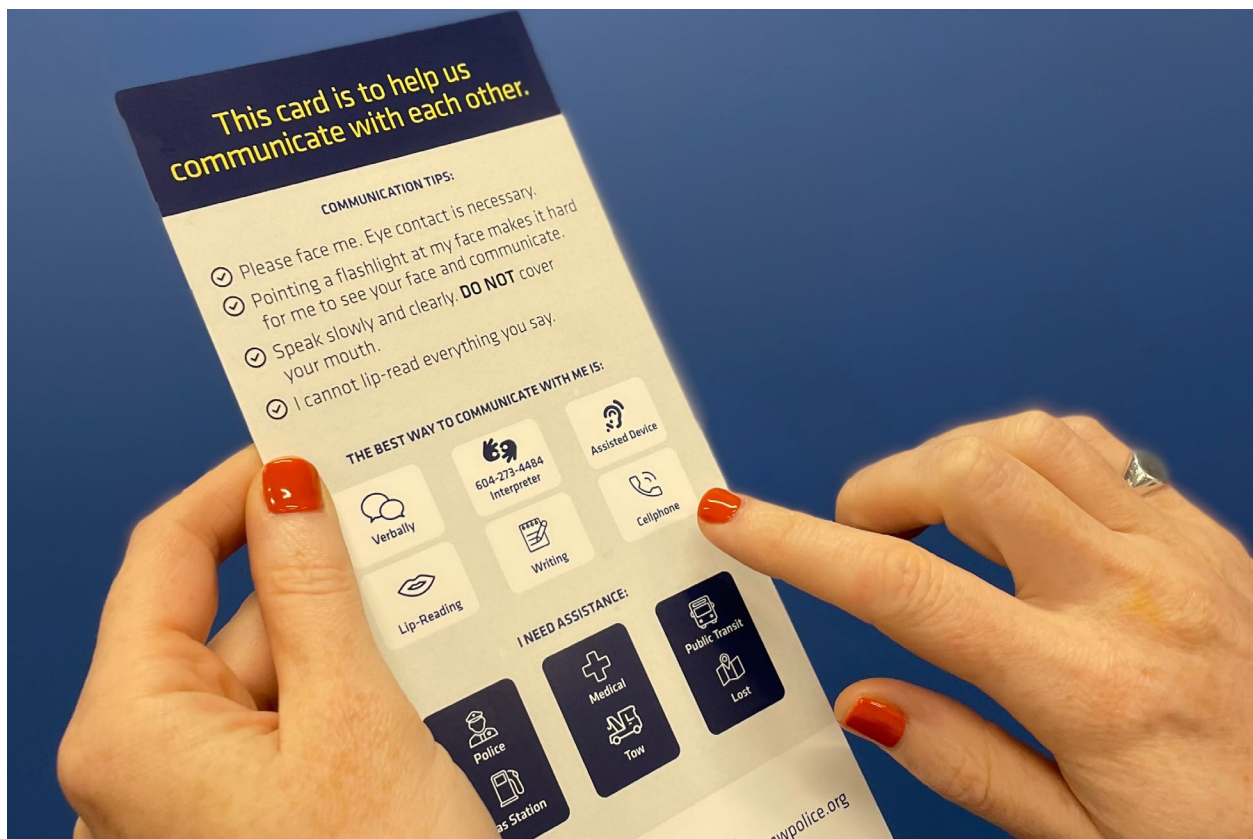 This card is to help us
communicate with each other.
COMMUNICATION TIPS:
Please face me. Eye contact is necessary.
Pointing a flashlight at my face makes it hard
for me to see your face and communicate.
Speak slowly and clearly. DO NOT cover
your mouth.
I cannot lip-read everything you say.
THE BEST WAY TO COMMUNICATE WITH ME IS:
Verbally
604-273-4484
Interpreter
Assisted Device
Lip-Reading
Writing
Cellphone
I NEED ASSISTANCE:
Police
Medical
Public Transit
Station
Tow
Lost